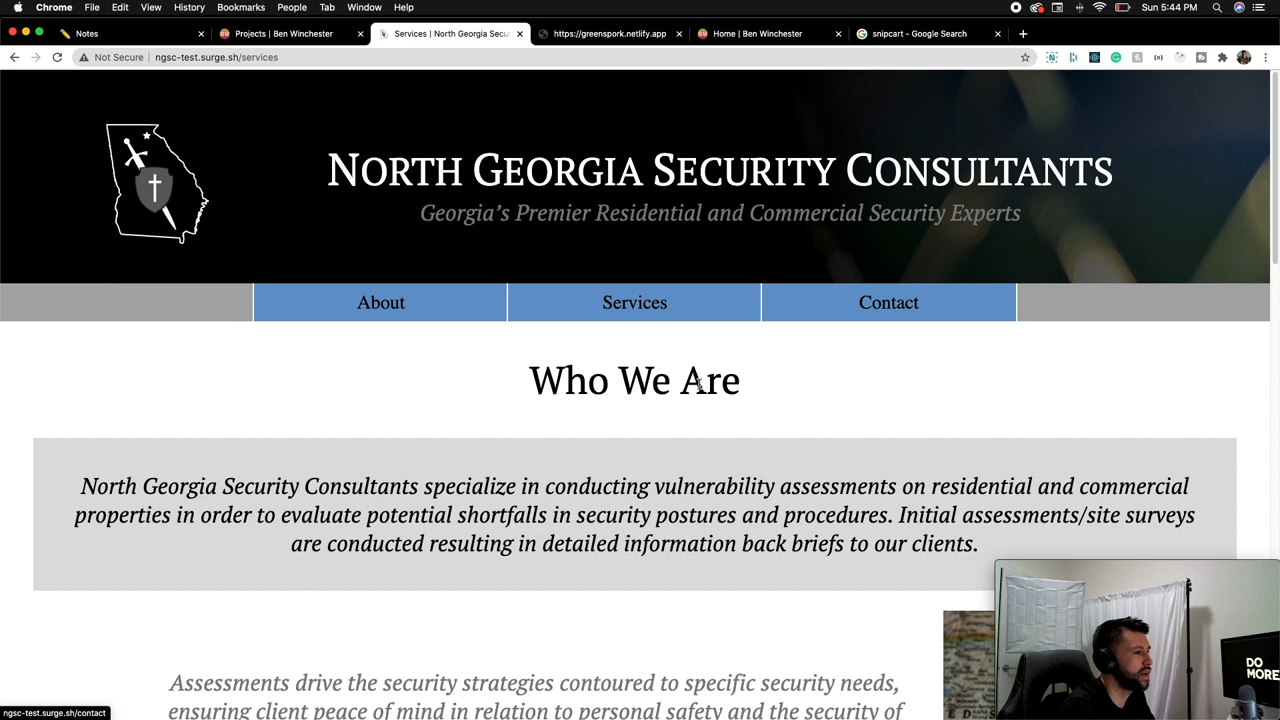 Chrome File Edit View History Bookmarks People Tab Window Help Sun 5:44 PM
Notes Projects | Ben Winchester Services | North Georgia Secur https://greenspork.netlify.app Home | Ben Winchester snipcart - Google Search
Not Secure ngsc-test.surge.sh/services
NORTH GEORGIA SECURITY CONSULTANTS
Georgia's Premier Residential and Commercial Security Experts
About Services Contact
Who We Are
North Georgia Security Consultants specialize in conducting vulnerability assessments on residential and commercial
properties in order to evaluate potential shortfalls in security postures and procedures. Initial assessments/site surveys
are conducted resulting in detailed information back briefs to our clients.
Assessments drive the security strategies contoured to specific security needs,
ensuring client peace of mind in relation to personal safety and the security of
DO
MORE
ngsc-test.surge.sh/contact